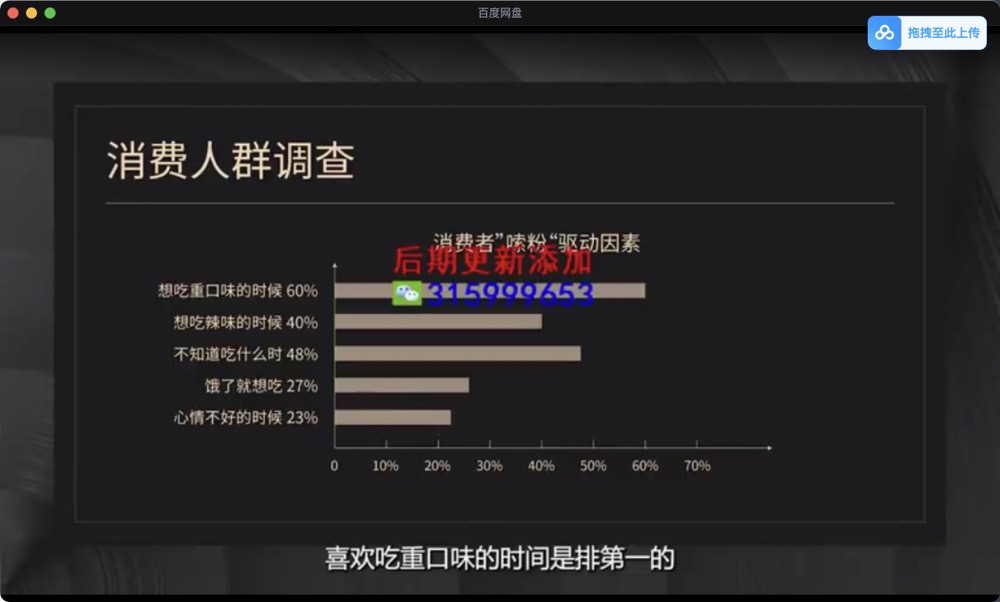 百度网盘
拖拽至此上传
消费人群调查
消费者”嗦粉“驱动因素
后期更新添加
315999653
想吃重口味的时候 60%
想吃辣味的时候 40%
不知道吃什么时 48%
饿了就想吃 27%
心情不好的时候 23%
0 10% 20% 30% 40% 50% 60% 70%
喜欢吃重口味的时间是排第一的